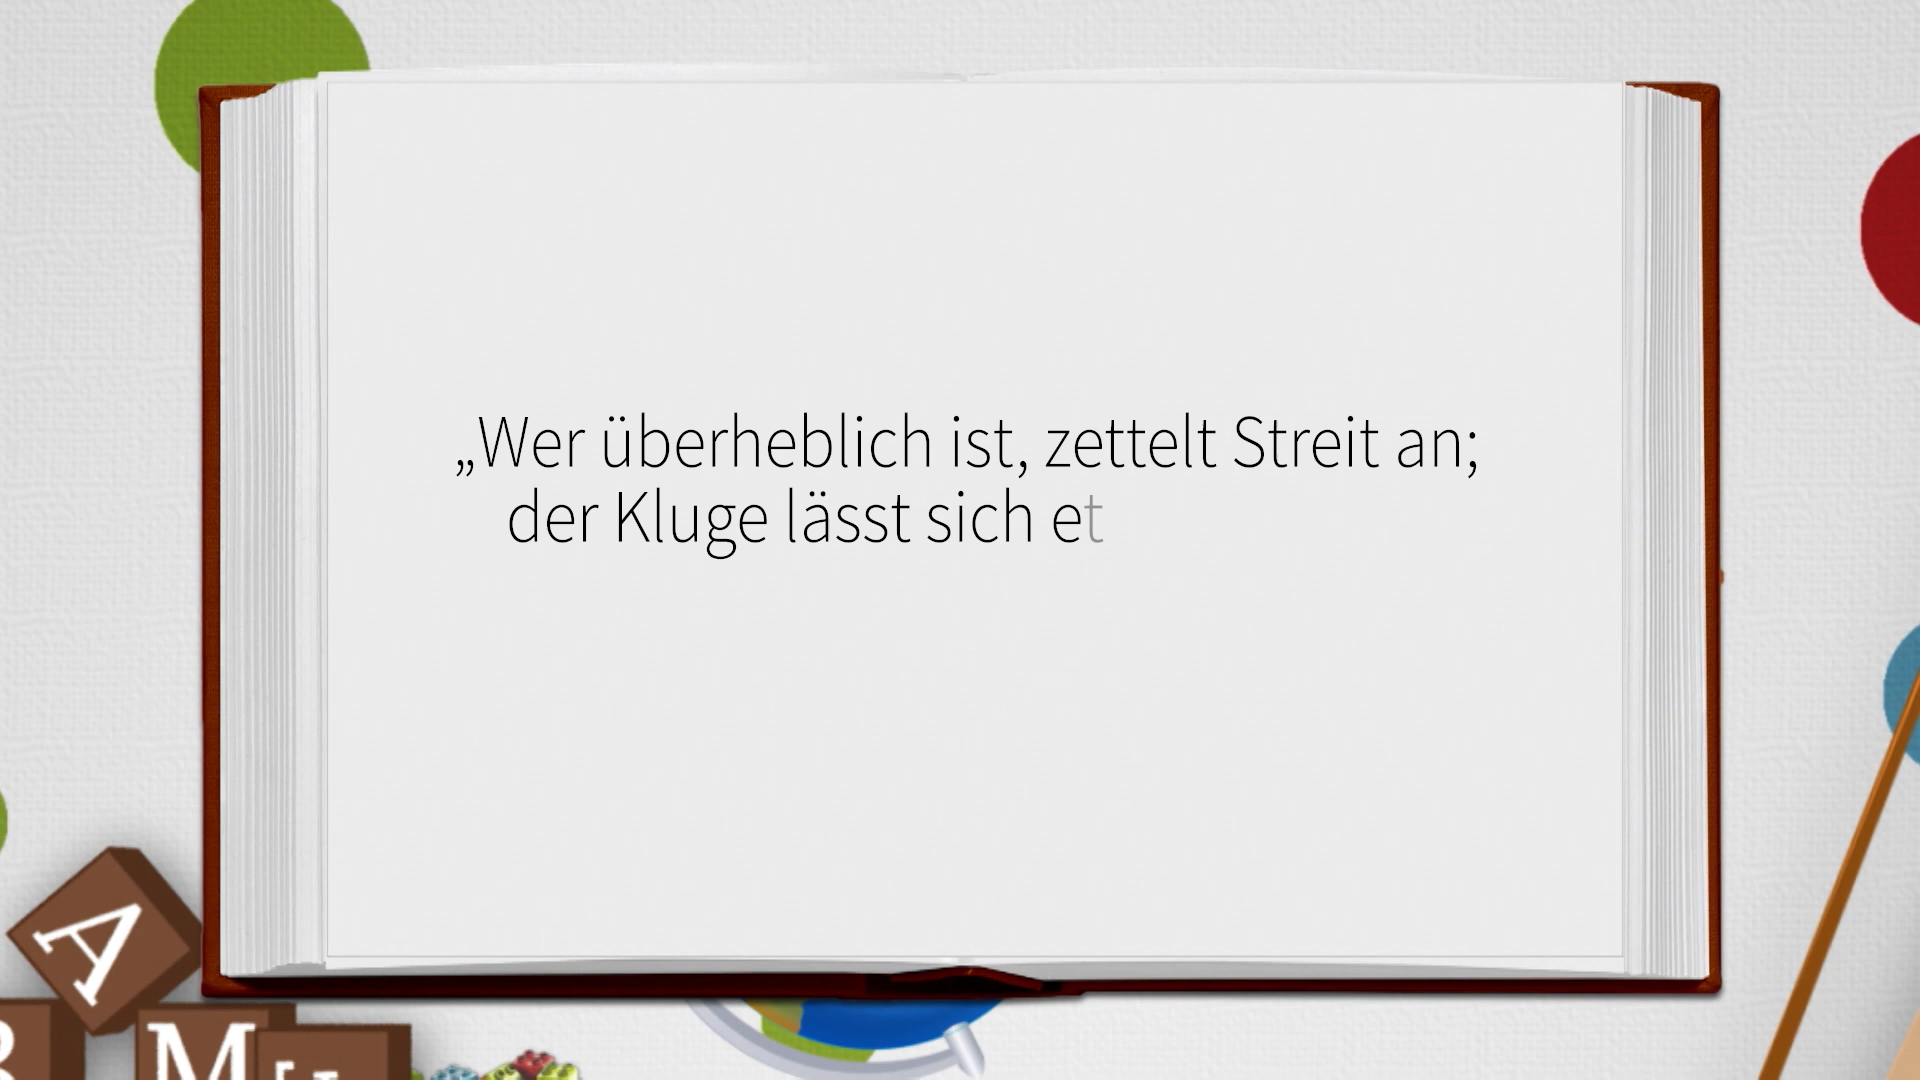 „Wer überheblich ist, zettelt Streit an;
der Kluge lässt sich et
A
M